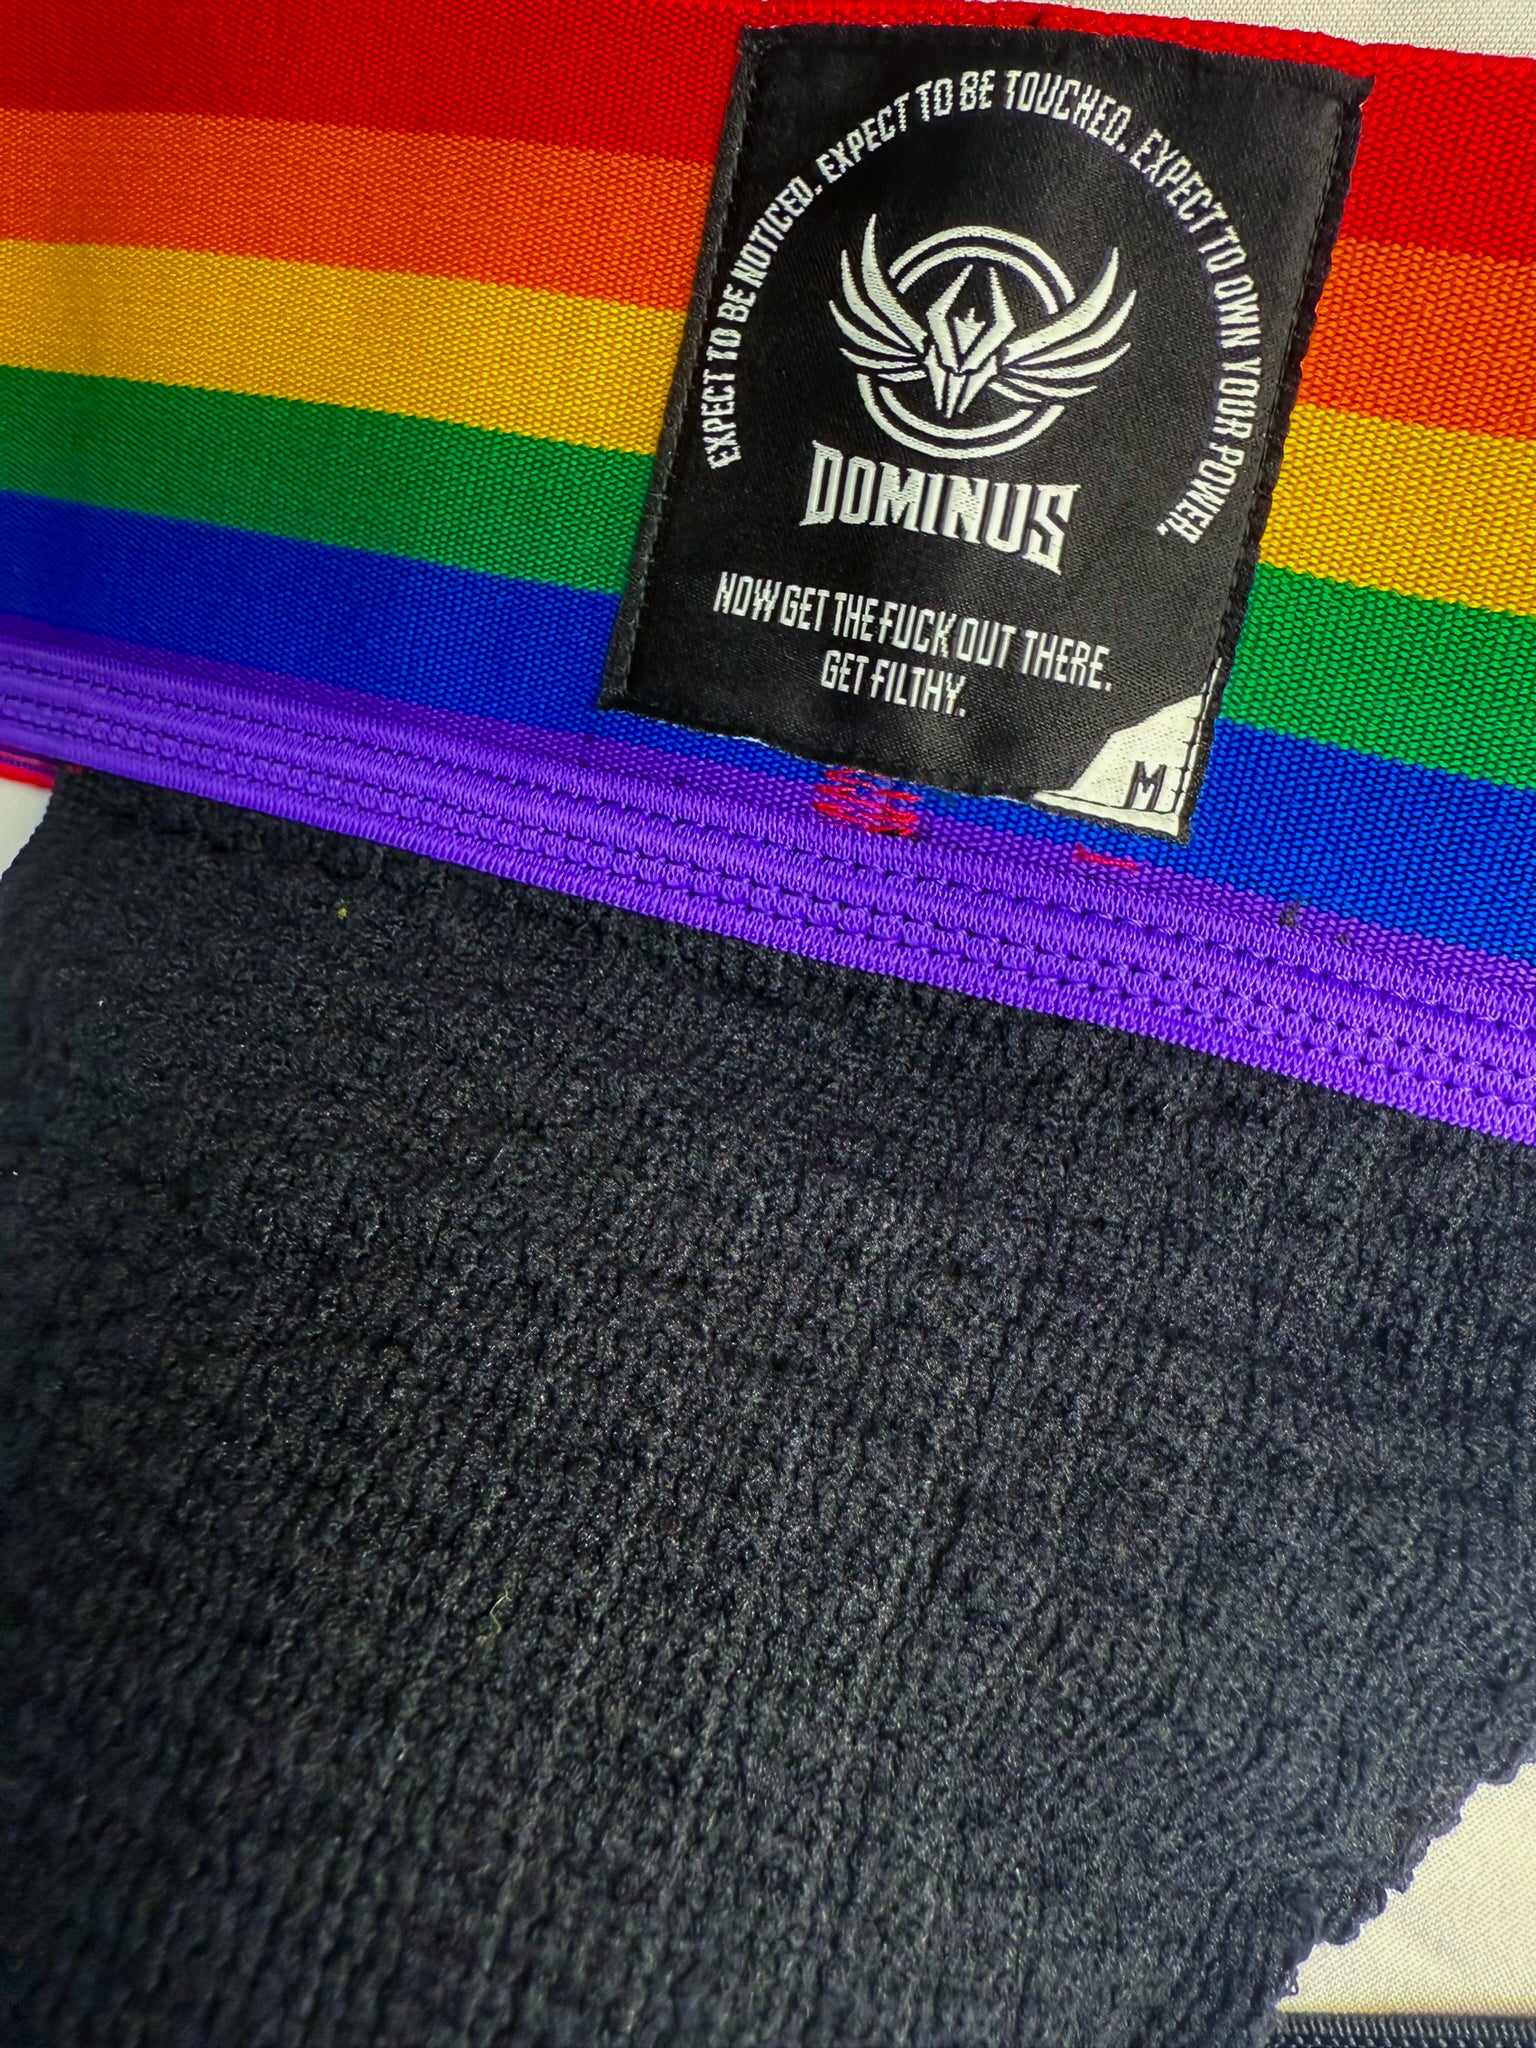 EXPECT TO BE NOTICED. EXPECT TO BE TOUCHED. EXPECT TO OWN YOUR POWER.
DOMINUS
NOW GET THE FUCK OUT THERE.
GET FILTHY.
M